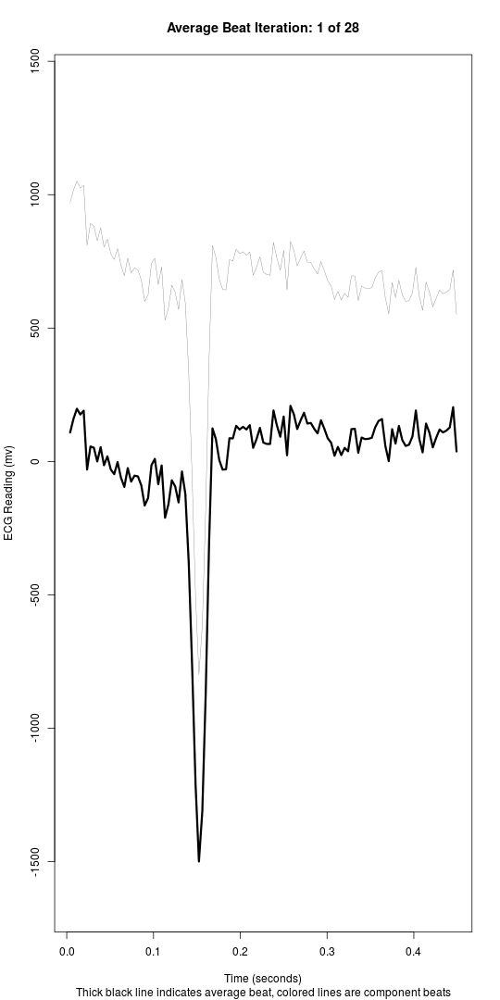 Average Beat Iteration: 1 of 28
1500
1000
500
0
-500
-1000
-1500
ECG Reading (mv)
0.0 0.1 0.2 0.3 0.4
Time (seconds)
Thick black line indicates average beat, colored lines are component beats